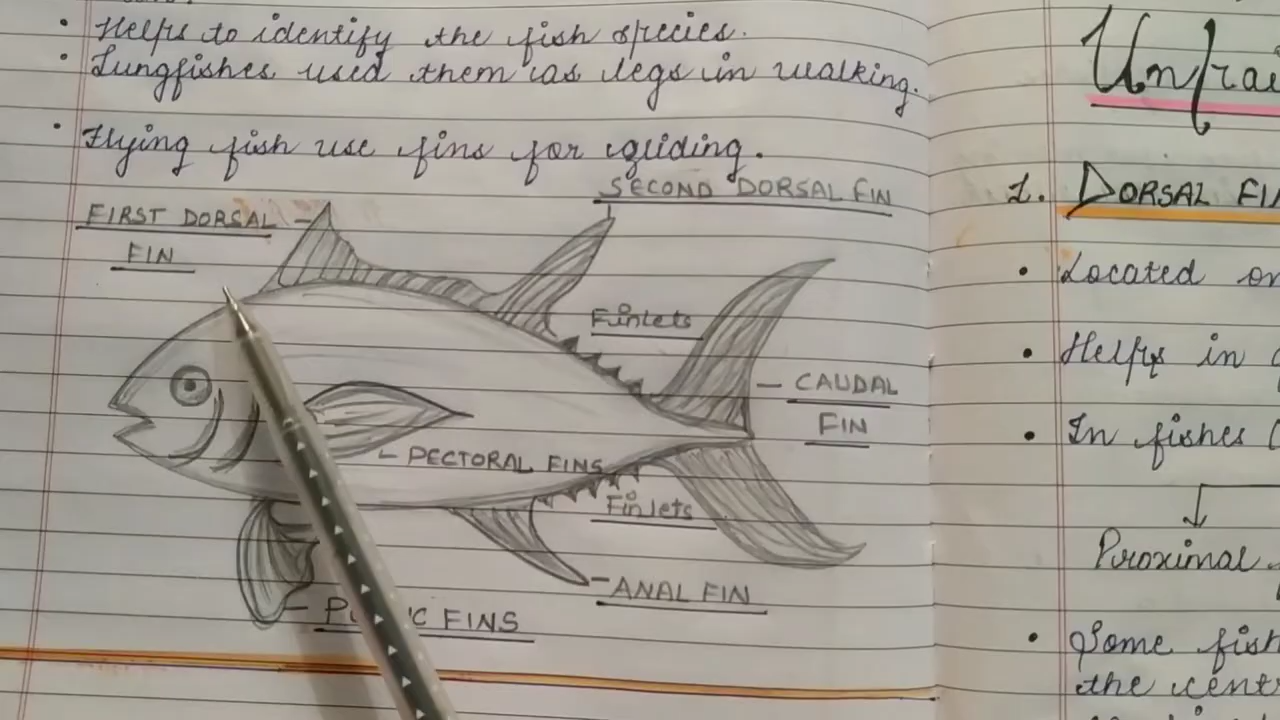 • Helps to identify the fish species.
• Lungfishes used them as legs in walking.
• Flying fish use fins for gliding.
SECOND DORSAL FIN
FIRST DORSAL
FIN
Finlets
CAUDAL
FIN
PECTORAL FINS
Finlets
ANAL FIN
FINS
1. DORSAL
• Located
• Helps in
• In fishes
Proximal
• Some
the